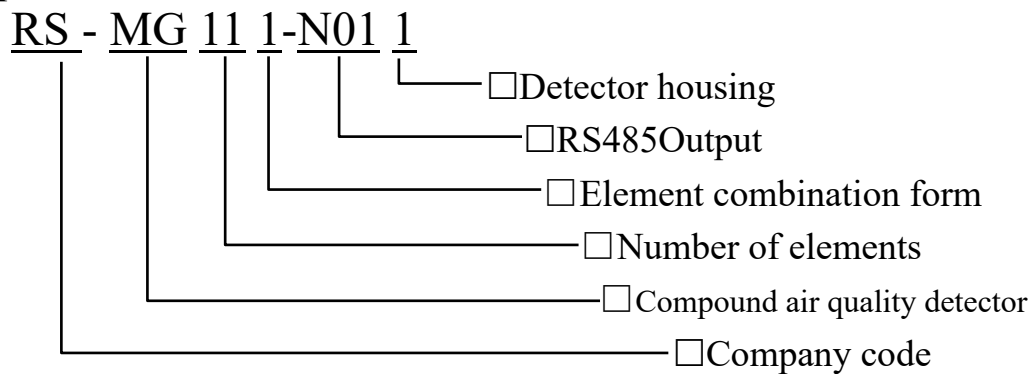 RS - MG 11 1-N01 1
□Detector housing
□RS485Output
□Element combination form
□Number of elements
□Compound air quality detector
□Company code